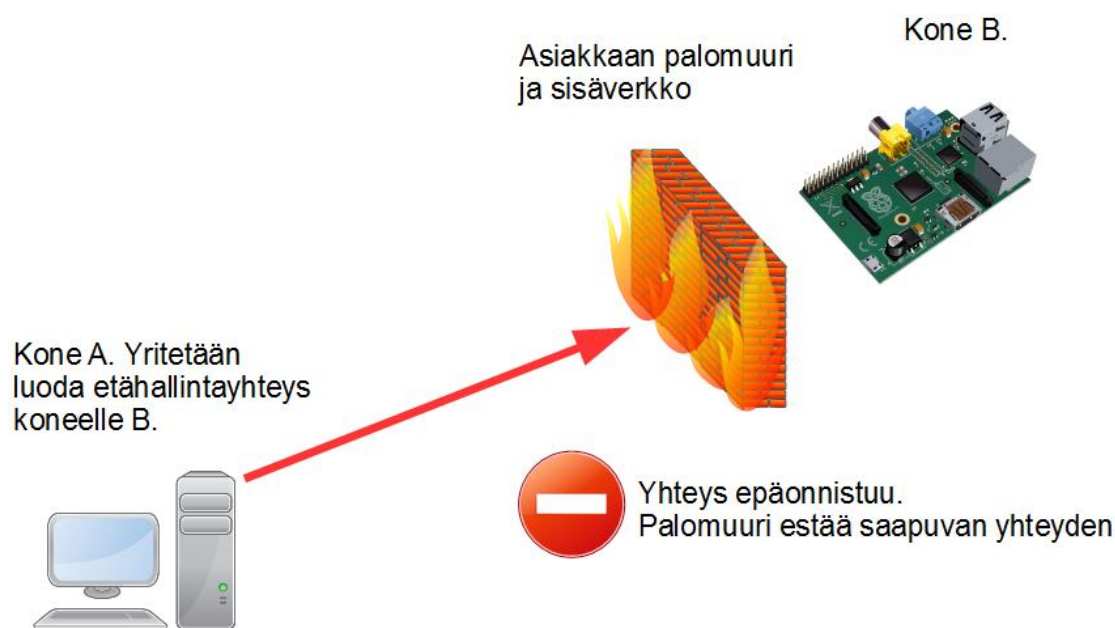 Kone B.
Asiakkaan palomuuri
ja sisäverkko
Kone A. Yritetään
luoda etähallintayhteys
koneelle B.
Yhteys epäonnistuu.
Palomuuri estää saapuvan yhteyden